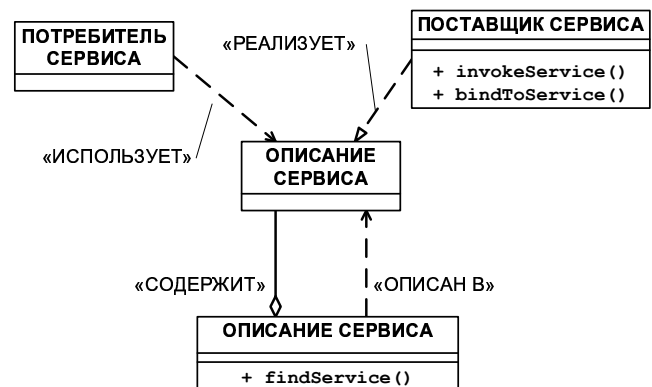 ПОТРЕБИТЕЛЬ
СЕРВИСА
«РЕАЛИЗУЕТ»
ПОСТАВЩИК СЕРВИСА
+ invokeService()
+ bindToService()
«ИСПОЛЬЗУЕТ»
ОПИСАНИЕ
СЕРВИСА
«СОДЕРЖИТ»
«ОПИСАН В»
ОПИСАНИЕ СЕРВИСА
+ findService()